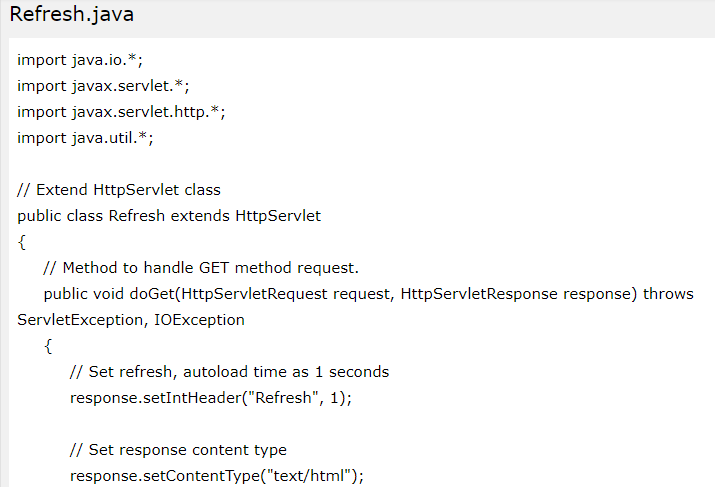 Refresh.java
import java.io.*;
import javax.servlet.*;
import javax.servlet.http.*;
import java.util.*;
// Extend HttpServlet class
public class Refresh extends HttpServlet
{
// Method to handle GET method request.
public void doGet(HttpServletRequest request, HttpServletResponse response) throws
ServletException, IOException
{
// Set refresh, autoload time as 1 seconds
response.setIntHeader("Refresh", 1);
// Set response content type
response.setContentType("text/html");